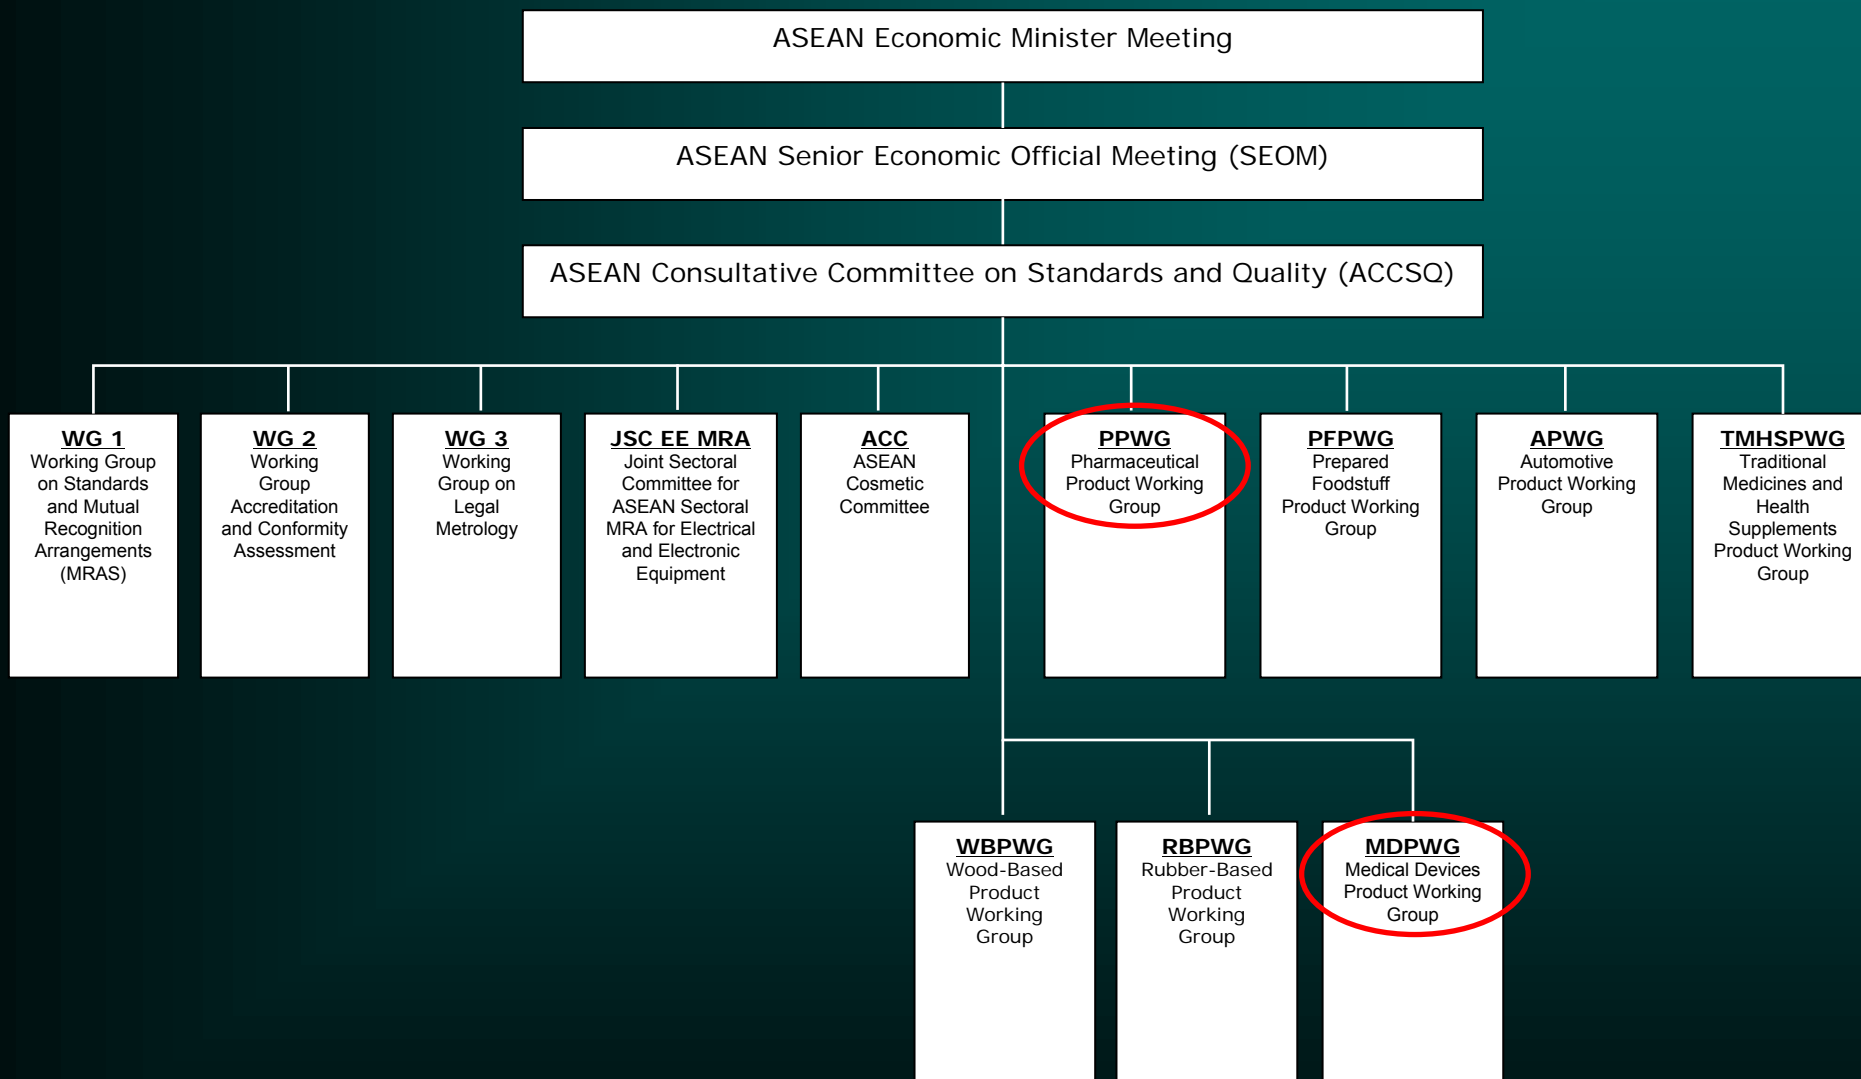 ASEAN Economic Minister Meeting
ASEAN Senior Economic Official Meeting (SEOM)
ASEAN Consultative Committee on Standards and Quality (ACCSQ)
WG 1
Working Group
on Standards
and Mutual
Recognition
Arrangements
(MRAS)
WG 2
Working
Group
Accreditation
and Conformity
Assessment
WG 3
Working
Group on
Legal
Metrology
JSC EE MRA
Joint Sectoral
Committee for
ASEAN Sectoral
MRA for Electrical
and Electronic
Equipment
ACC
ASEAN
Cosmetic
Committee
PPWG
Pharmaceutical
Product Working
Group
PFPWG
Prepared
Foodstuff
Product Working
Group
APWG
Automotive
Product Working
Group
TMHSPWG
Traditional
Medicines and
Health
Supplements
Product Working
Group
WBPWG
Wood-Based
Product
Working
Group
RBPWG
Rubber-Based
Product
Working
Group
MDPWG
Medical Devices
Product Working
Group